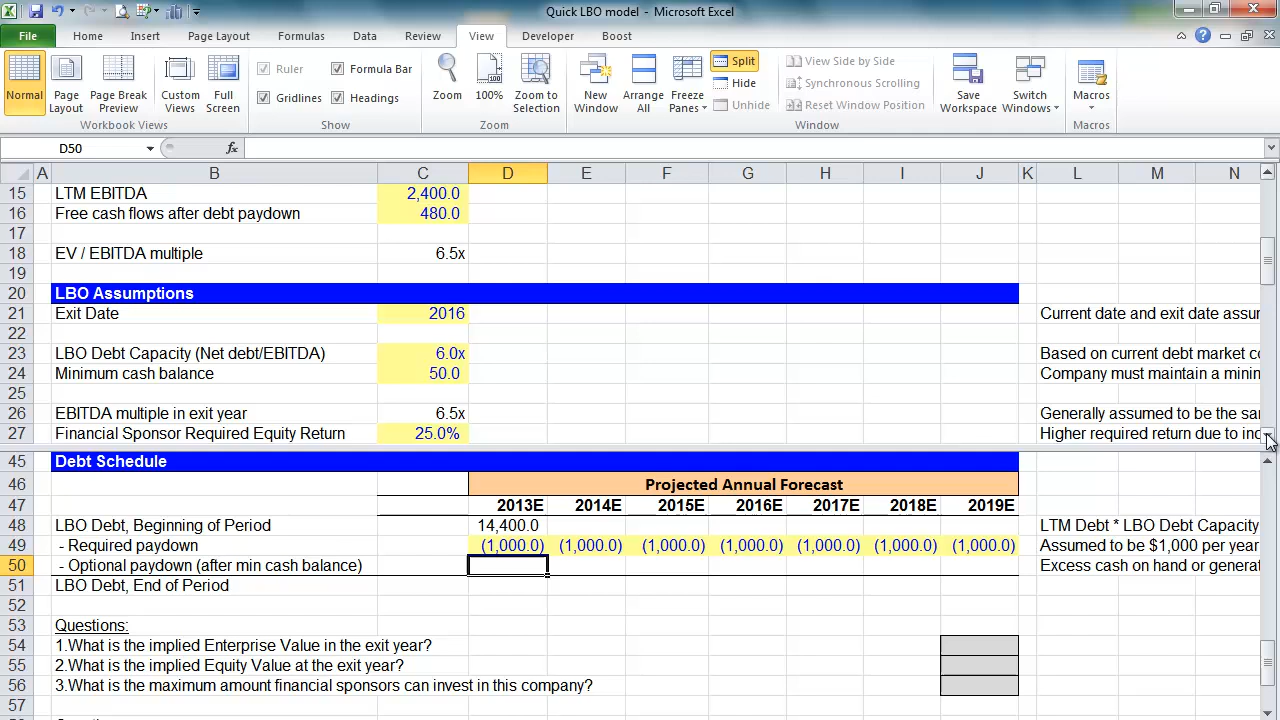 Quick LBO model - Microsoft Excel
File Home Insert Page Layout Formulas Data Review View Developer Boost
Normal Page Layout Page Break Preview Custom Views Full Screen
Workbook Views
Ruler Formula Bar
Gridlines Headings
Show
Zoom 100% Zoom to Selection
Zoom
New Window Arrange All Freeze Panes
Split
Hide
Unhide
View Side by Side
Synchronous Scrolling
Reset Window Position
Window
Save Workspace Switch Windows
Macros
Macros
D50 fx
A B C D E F G H I J K L M N
15 LTM EBITDA 2,400.0
16 Free cash flows after debt paydown 480.0
17
18 EV / EBITDA multiple 6.5x
19
20 LBO Assumptions
21 Exit Date 2016 Current date and exit date assu
22
23 LBO Debt Capacity (Net debt/EBITDA) 6.0x Based on current debt market c
24 Minimum cash balance 50.0 Company must maintain a minin
25
26 EBITDA multiple in exit year 6.5x Generally assumed to be the sa
27 Financial Sponsor Required Equity Return 25.0% Higher required return due to in
45 Debt Schedule
46 Projected Annual Forecast
47 2013E 2014E 2015E 2016E 2017E 2018E 2019E
48 LBO Debt, Beginning of Period 14,400.0 LTM Debt * LBO Debt Capacity
49 - Required paydown (1,000.0) (1,000.0) (1,000.0) (1,000.0) (1,000.0) (1,000.0) (1,000.0) Assumed to be $1,000 per year
50 - Optional paydown (after min cash balance) Excess cash on hand or genera
51 LBO Debt, End of Period
52
53 Questions:
54 1.What is the implied Enterprise Value in the exit year?
55 2.What is the implied Equity Value at the exit year?
56 3.What is the maximum amount financial sponsors can invest in this company?
57